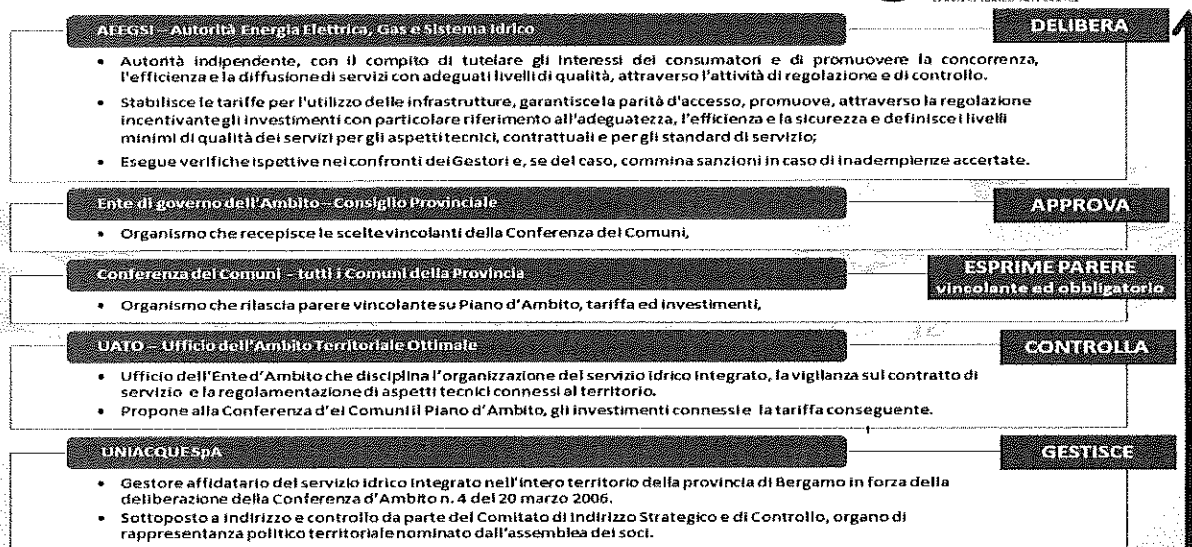 DELIBERA
AEEGSI – Autorità Energia Elettrica, Gas e Sistema Idrico
• Autorità indipendente, con il compito di tutelare gli interessi dei consumatori e di promuovere la concorrenza,
l'efficienza e la diffusione di servizi con adeguati livelli di qualità, attraverso l'attività di regolazione e di controllo.
• Stabilisce le tariffe per l'utilizzo delle infrastrutture, garantisce la parità d'accesso, promuove, attraverso la regolazione
incentivante gli investimenti con particolare riferimento all'adeguatezza, l'efficienza e la sicurezza e definisce i livelli
minimi di qualità dei servizi per gli aspetti tecnici, contrattuali e per gli standard di servizio;
• Esegue verifiche ispettive nei confronti dei Gestori e, se del caso, commina sanzioni in caso di inadempienze accertate.
Ente di governo dell'Ambito – Consiglio Provinciale
APPROVA
• Organismo che recepisce le scelte vincolanti della Conferenza dei Comuni,
Conferenza dei Comuni – tutti i Comuni della Provincia
ESPRIME PARERE
vincolante ed obbligatorio
• Organismo che rilascia parere vincolante su Piano d'Ambito, tariffa ed investimenti,
UATO – Ufficio dell'Ambito Territoriale Ottimale
CONTROLLA
• Ufficio dell'Ente d'Ambito che disciplina l'organizzazione del servizio idrico integrato, la vigilanza sul contratto di
servizio e la regolamentazione di aspetti tecnici connessi al territorio.
• Propone alla Conferenza d'ei Comuni il Piano d'Ambito, gli investimenti connessi e la tariffa conseguente.
UNIACQUE SpA
GESTISCE
• Gestore affidatario del servizio idrico integrato nell'intero territorio della provincia di Bergamo in forza della
deliberazione della Conferenza d'Ambito n. 4 del 20 marzo 2006.
• Sottoposto a indirizzo e controllo da parte del Comitato di Indirizzo Strategico e di Controllo, organo di
rappresentanza politico territoriale nominato dall'assemblea dei soci.